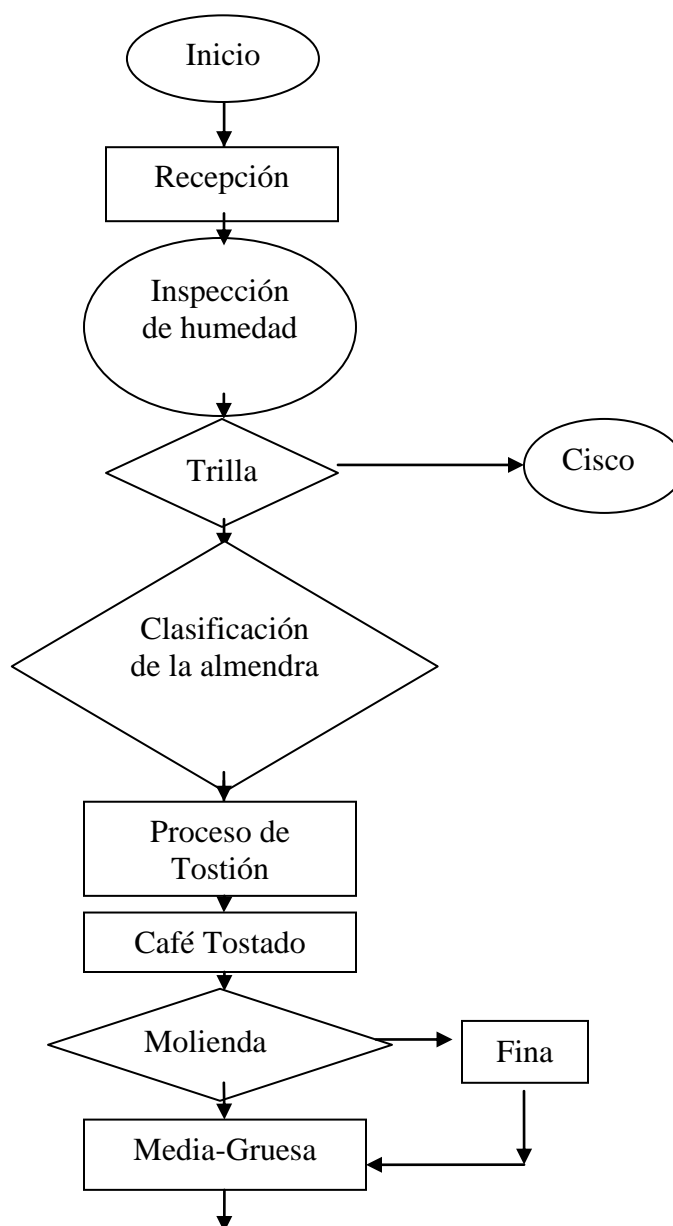 Inicio
Recepción
Inspección
de humedad
Trilla
Cisco
Clasificación
de la almendra
Proceso de
Tostión
Café Tostado
Molienda
Fina
Media-Gruesa